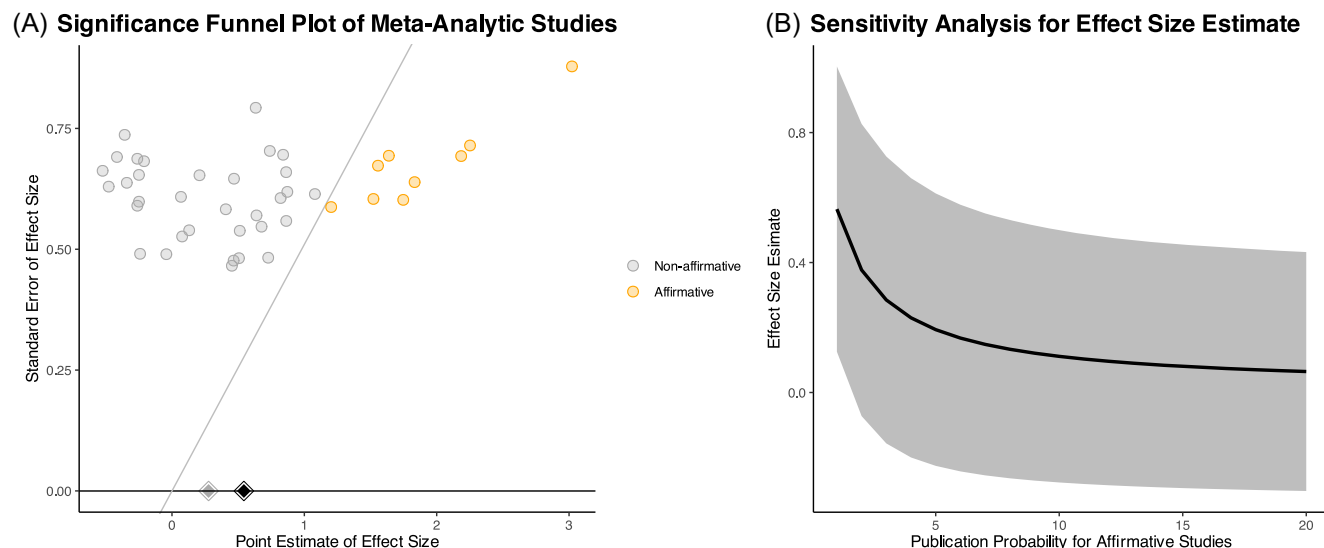 (A) Significance Funnel Plot of Meta-Analytic Studies
Standard Error of Effect Size
0.75
0.50
0.25
0.00
0
1
2
3
Point Estimate of Effect Size
Non-affirmative
Affirmative
(B) Sensitivity Analysis for Effect Size Estimate
Effect Size Esimate
0.8
0.4
0.0
5
10
15
20
Publication Probability for Affirmative Studies